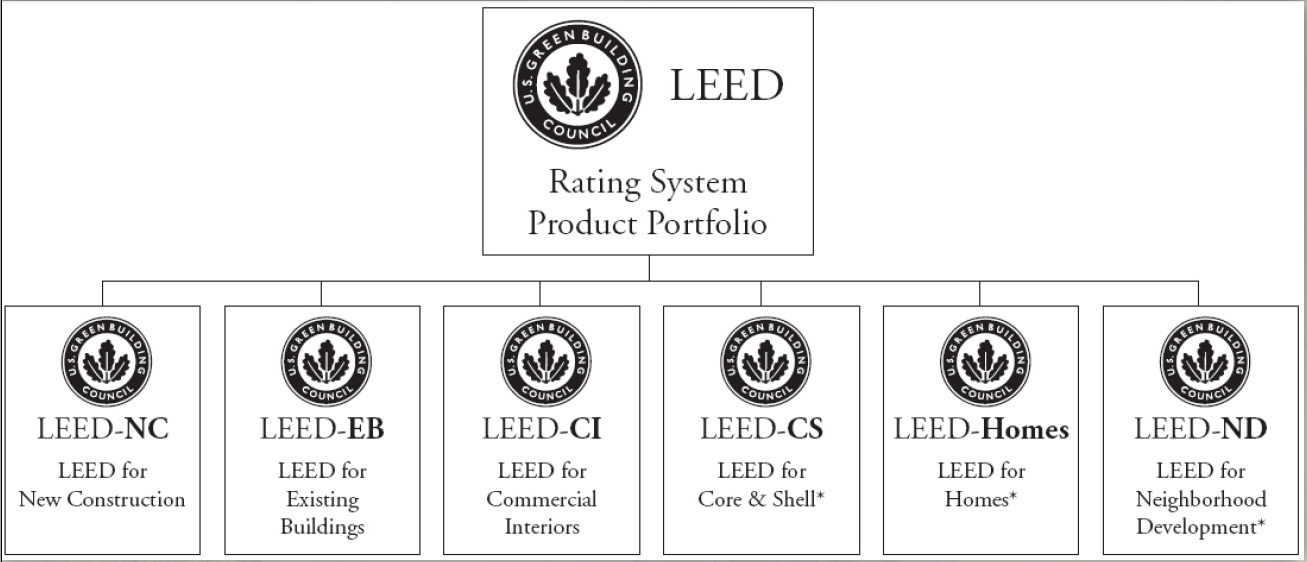 U.S. GREEN BUILDING COUNCIL
LEED
Rating System
Product Portfolio
U.S. GREEN BUILDING COUNCIL
LEED-NC
LEED for
New Construction
U.S. GREEN BUILDING COUNCIL
LEED-EB
LEED for
Existing
Buildings
U.S. GREEN BUILDING COUNCIL
LEED-CI
LEED for
Commercial
Interiors
U.S. GREEN BUILDING COUNCIL
LEED-CS
LEED for
Core & Shell*
U.S. GREEN BUILDING COUNCIL
LEED-Homes
LEED for
Homes*
U.S. GREEN BUILDING COUNCIL
LEED-ND
LEED for
Neighborhood
Development*